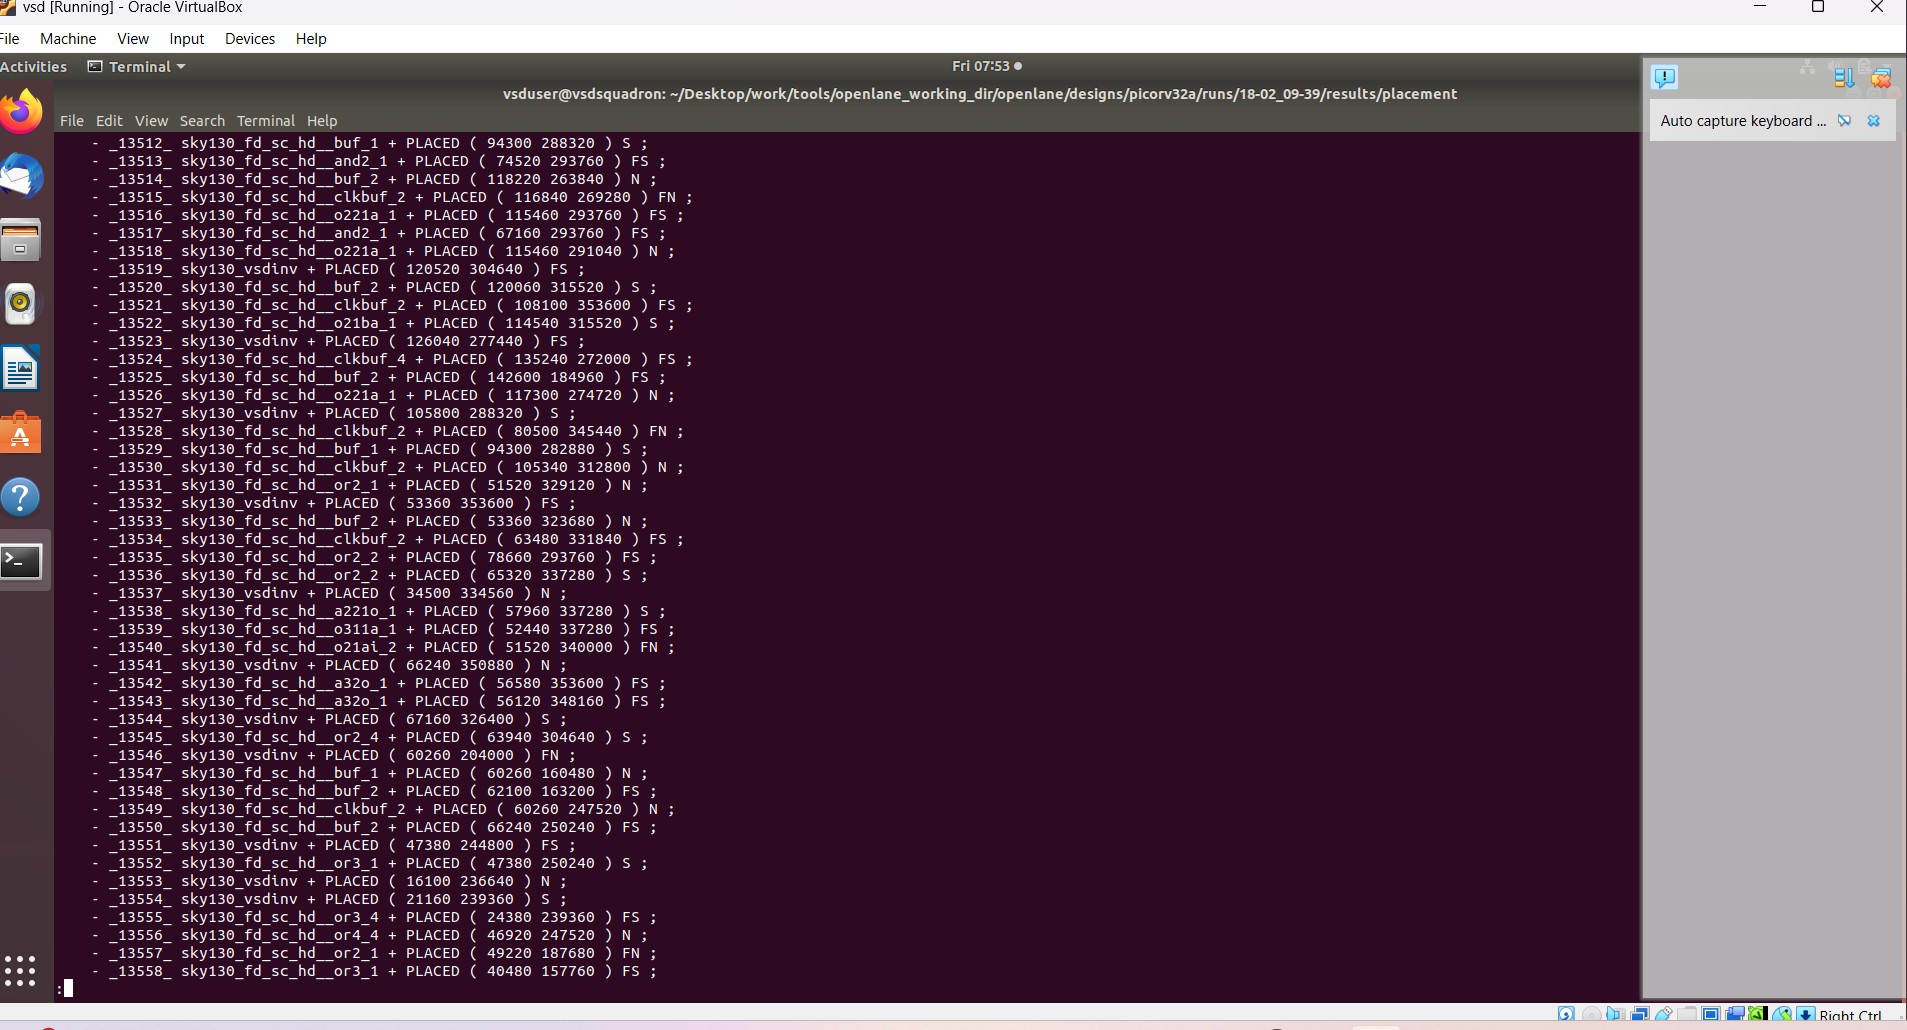 vsd [Running] - Oracle VirtualBox
File Machine View Input Devices Help
Activities Terminal Fri 07:53
vsduser@vsdsquadron: ~/Desktop/work/tools/openlane_working_dir/openlane/designs/picorv32a/runs/18-02_09-39/results/placement
Auto capture keyboard ...
File Edit View Search Terminal Help
- _13512_ sky130_fd_sc_hd__buf_1 + PLACED ( 94300 288320 ) S ;
- _13513_ sky130_fd_sc_hd__and2_1 + PLACED ( 74520 293760 ) FS ;
- _13514_ sky130_fd_sc_hd__buf_2 + PLACED ( 118220 263840 ) N ;
- _13515_ sky130_fd_sc_hd__clkbuf_2 + PLACED ( 116840 269280 ) FN ;
- _13516_ sky130_fd_sc_hd__o221a_1 + PLACED ( 115460 293760 ) FS ;
- _13517_ sky130_fd_sc_hd__and2_1 + PLACED ( 67160 293760 ) FS ;
- _13518_ sky130_fd_sc_hd__o221a_1 + PLACED ( 115460 291040 ) N ;
- _13519_ sky130_vsdinv + PLACED ( 120520 304640 ) FS ;
- _13520_ sky130_fd_sc_hd__buf_2 + PLACED ( 120060 315520 ) S ;
- _13521_ sky130_fd_sc_hd__clkbuf_2 + PLACED ( 108100 353600 ) FS ;
- _13522_ sky130_fd_sc_hd__o21ba_1 + PLACED ( 114540 315520 ) S ;
- _13523_ sky130_vsdinv + PLACED ( 126040 277440 ) FS ;
- _13524_ sky130_fd_sc_hd__clkbuf_4 + PLACED ( 135240 272000 ) FS ;
- _13525_ sky130_fd_sc_hd__buf_2 + PLACED ( 142600 184960 ) FS ;
- _13526_ sky130_fd_sc_hd__o221a_1 + PLACED ( 117300 274720 ) N ;
- _13527_ sky130_vsdinv + PLACED ( 105800 288320 ) S ;
- _13528_ sky130_fd_sc_hd__clkbuf_2 + PLACED ( 80500 345440 ) FN ;
- _13529_ sky130_fd_sc_hd__buf_1 + PLACED ( 94300 282880 ) S ;
- _13530_ sky130_fd_sc_hd__clkbuf_2 + PLACED ( 105340 312800 ) N ;
- _13531_ sky130_fd_sc_hd__or2_1 + PLACED ( 51520 329120 ) N ;
- _13532_ sky130_vsdinv + PLACED ( 53360 353600 ) FS ;
- _13533_ sky130_fd_sc_hd__buf_2 + PLACED ( 53360 323680 ) N ;
- _13534_ sky130_fd_sc_hd__clkbuf_2 + PLACED ( 63480 331840 ) FS ;
- _13535_ sky130_fd_sc_hd__or2_2 + PLACED ( 78660 293760 ) FS ;
- _13536_ sky130_fd_sc_hd__or2_2 + PLACED ( 65320 337280 ) S ;
- _13537_ sky130_vsdinv + PLACED ( 34500 334560 ) N ;
- _13538_ sky130_fd_sc_hd__a221o_1 + PLACED ( 57960 337280 ) S ;
- _13539_ sky130_fd_sc_hd__o311a_1 + PLACED ( 52440 337280 ) FS ;
- _13540_ sky130_fd_sc_hd__o21ai_2 + PLACED ( 51520 340000 ) FN ;
- _13541_ sky130_vsdinv + PLACED ( 66240 350880 ) N ;
- _13542_ sky130_fd_sc_hd__a32o_1 + PLACED ( 56580 353600 ) FS ;
- _13543_ sky130_fd_sc_hd__a32o_1 + PLACED ( 56120 348160 ) FS ;
- _13544_ sky130_vsdinv + PLACED ( 67160 326400 ) S ;
- _13545_ sky130_fd_sc_hd__or2_4 + PLACED ( 63940 304640 ) S ;
- _13546_ sky130_vsdinv + PLACED ( 60260 204000 ) FN ;
- _13547_ sky130_fd_sc_hd__buf_1 + PLACED ( 60260 160480 ) N ;
- _13548_ sky130_fd_sc_hd__buf_2 + PLACED ( 62100 163200 ) FS ;
- _13549_ sky130_fd_sc_hd__clkbuf_2 + PLACED ( 60260 247520 ) N ;
- _13550_ sky130_fd_sc_hd__buf_2 + PLACED ( 66240 250240 ) FS ;
- _13551_ sky130_vsdinv + PLACED ( 47380 244800 ) FS ;
- _13552_ sky130_fd_sc_hd__or3_1 + PLACED ( 47380 250240 ) S ;
- _13553_ sky130_vsdinv + PLACED ( 16100 236640 ) N ;
- _13554_ sky130_vsdinv + PLACED ( 21160 239360 ) S ;
- _13555_ sky130_fd_sc_hd__or3_4 + PLACED ( 24380 239360 ) FS ;
- _13556_ sky130_fd_sc_hd__or4_4 + PLACED ( 46920 247520 ) N ;
- _13557_ sky130_fd_sc_hd__or2_1 + PLACED ( 49220 187680 ) FN ;
- _13558_ sky130_fd_sc_hd__or3_1 + PLACED ( 40480 157760 ) FS ;
:
Right Ctrl